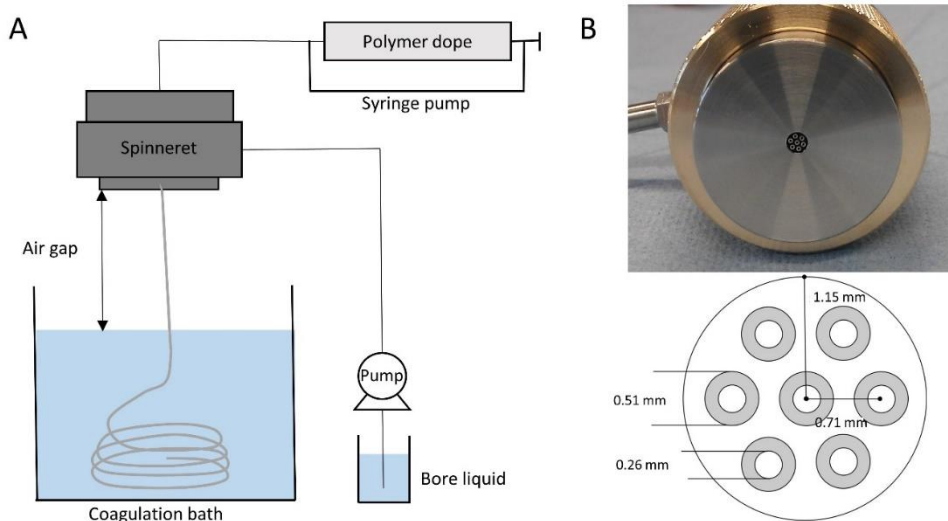 A
Polymer dope
Syringe pump
Spinneret
Air gap
Pump
Bore liquid
Coagulation bath
B
1.15 mm
0.51 mm
0.71 mm
0.26 mm